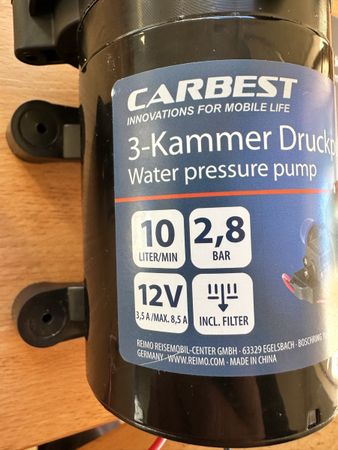 CARBEST
INNOVATIONS FOR MOBILE LIFE
3-Kammer Druckp
Water pressure pump
10
LITER/MIN
2,8
BAR
12V
3,5 A /MAX. 8,5 A
INCL. FILTER
REIMO REISEMOBIL-CENTER GMBH · 63329 EGELSBACH · BOSCHRING
GERMANY · WWW.REIMO.COM · MADE IN CHINA